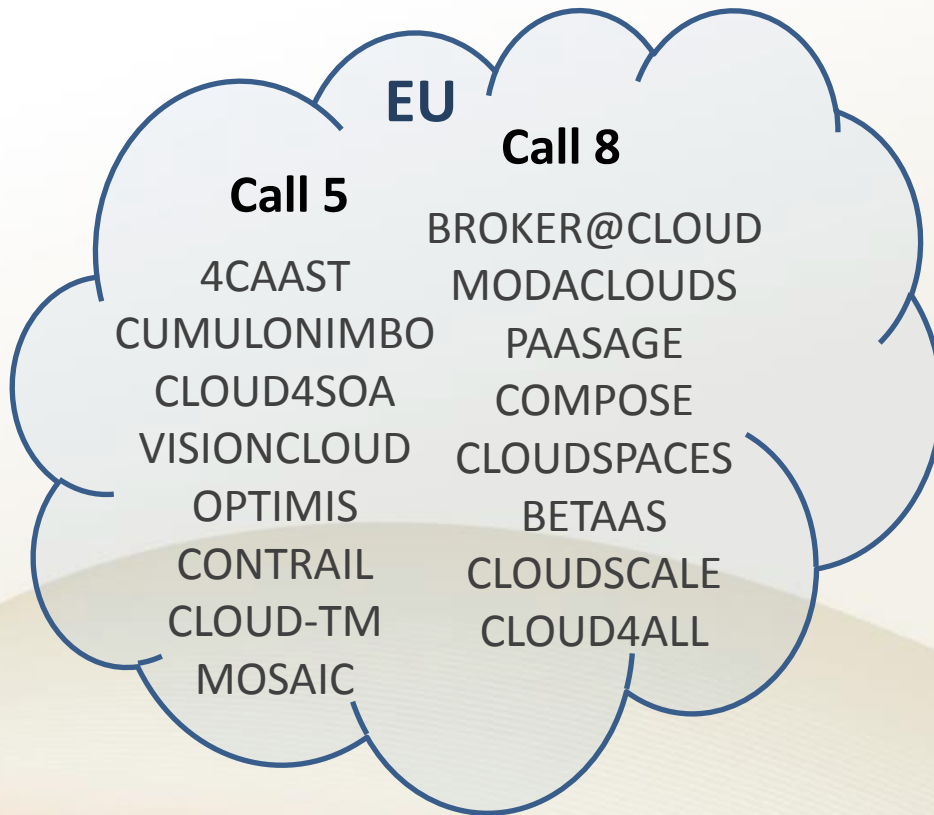 EU
Call 5
4CAAST
CUMULONIMBO
CLOUD4SOA
VISIONCLOUD
OPTIMIS
CONTRAIL
CLOUD-TM
MOSAIC
Call 8
BROKER@CLOUD
MODACLOUDS
PAASAGE
COMPOSE
CLOUDSPACES
BETAAS
CLOUDSCALE
CLOUD4ALL